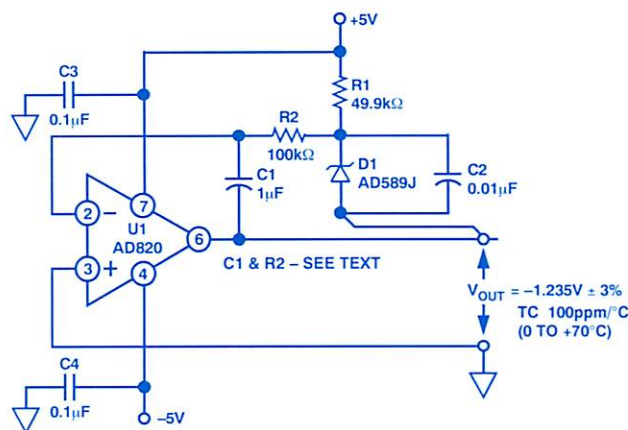 +5V
C3
0.1µF
R1
49.9kΩ
R2
100kΩ
C1
1µF
D1
AD589J
C2
0.01µF
2
–
7
U1
AD820
6
3
+
4
C1 & R2 – SEE TEXT
VOUT = –1.235V ± 3%
TC 100ppm/°C
(0 TO +70°C)
C4
0.1µF
–5V